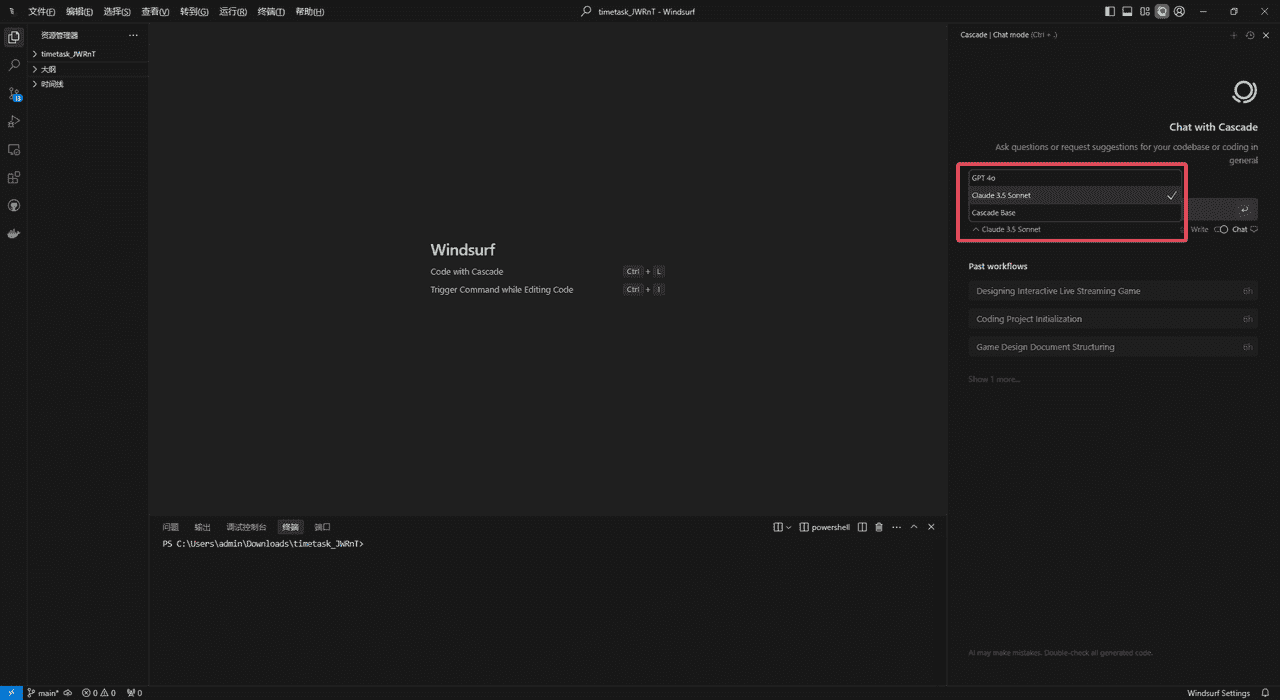 文件(F) 编辑(E) 选择(S) 查看(V) 转到(G) 运行(R) 终端(T) 帮助(H)
timetask_JWRnT - Windsurf
资源管理器
timetask_JWRnT
大纲
时间线
13
Windsurf
Code with Cascade Ctrl + L
Trigger Command while Editing Code Ctrl + I
问题 输出 调试控制台 终端 端口
powershell
PS C:\Users\admin\Downloads\timetask_JWRnT>
Cascade | Chat mode (Ctrl + .)
Chat with Cascade
Ask questions or request suggestions for your codebase or coding in
general
GPT 4o
Claude 3.5 Sonnet
Cascade Base
Claude 3.5 Sonnet
Write Chat
Past workflows
Designing Interactive Live Streaming Game 6h
Coding Project Initialization 6h
Game Design Document Structuring 6h
Show 1 more...
AI may make mistakes. Double-check all generated code.
main* 0 0 0
Windsurf Settings